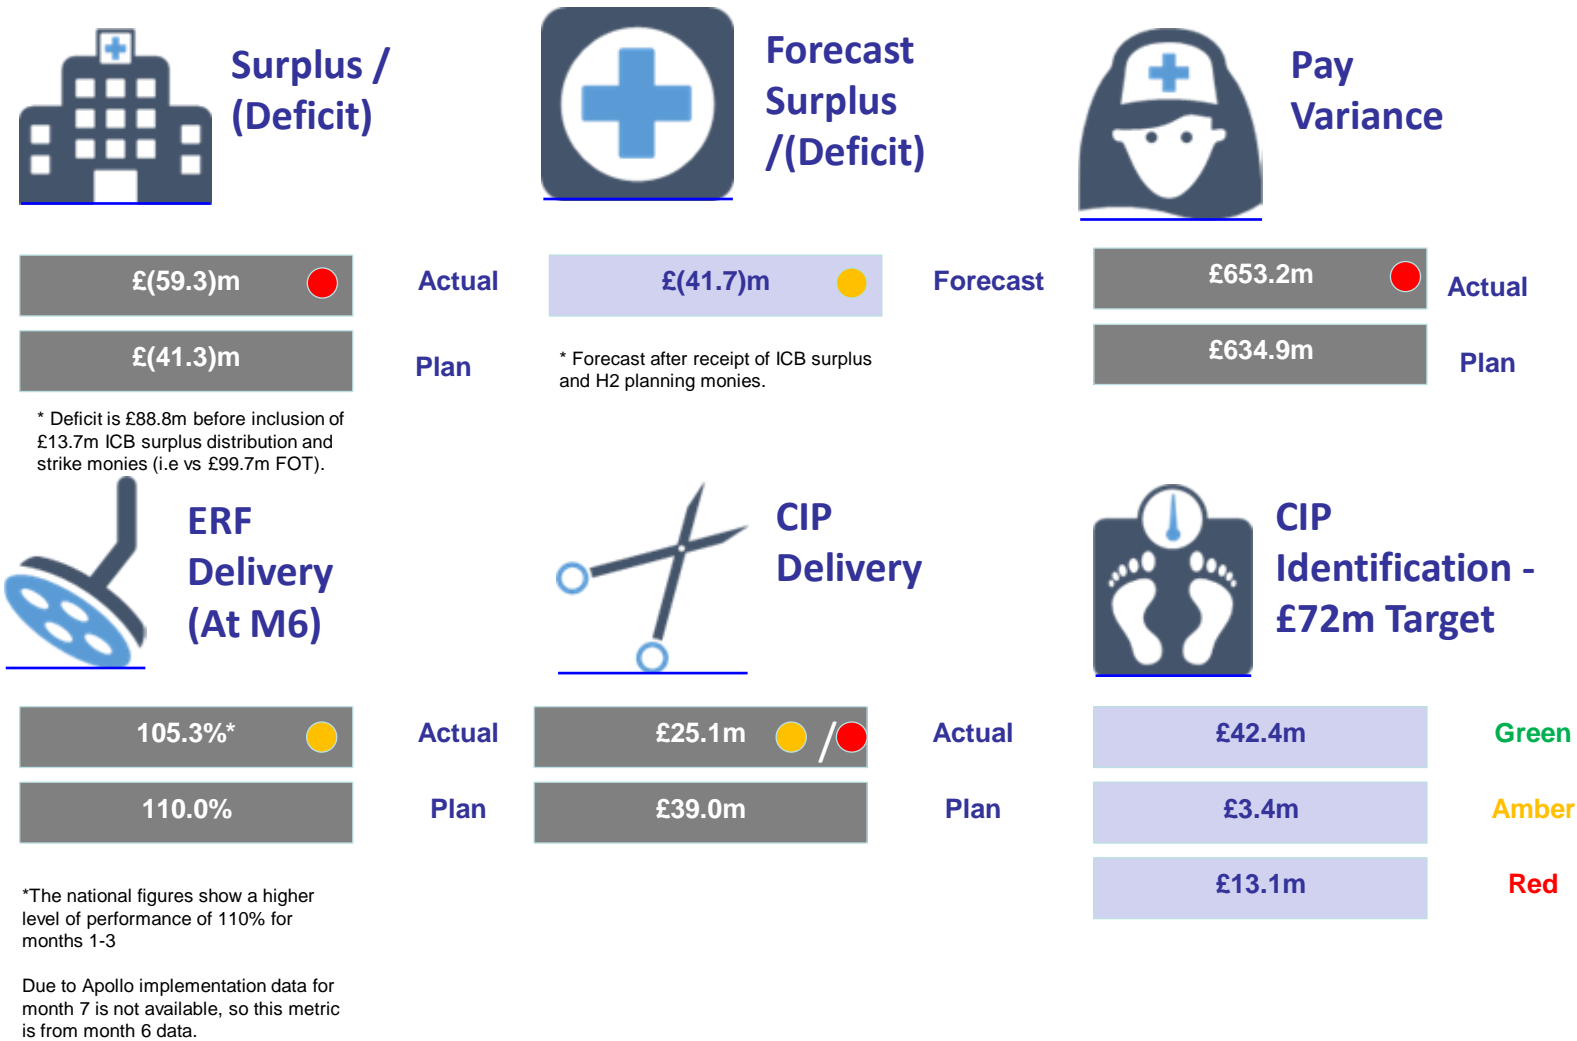 Surplus /
(Deficit)
Forecast
Surplus
/(Deficit)
Pay
Variance
£(59.3)m
Actual
£(41.3)m
Plan
* Deficit is £88.8m before inclusion of
£13.7m ICB surplus distribution and
strike monies (i.e vs £99.7m FOT).
£(41.7)m
Forecast
* Forecast after receipt of ICB surplus
and H2 planning monies.
£653.2m
Actual
£634.9m
Plan
ERF
Delivery
(At M6)
CIP
Delivery
CIP
Identification -
£72m Target
105.3%*
Actual
110.0%
Plan
*The national figures show a higher
level of performance of 110% for
months 1-3
Due to Apollo implementation data for
month 7 is not available, so this metric
is from month 6 data.
£25.1m /
Actual
£39.0m
Plan
£42.4m
Green
£3.4m
Amber
£13.1m
Red